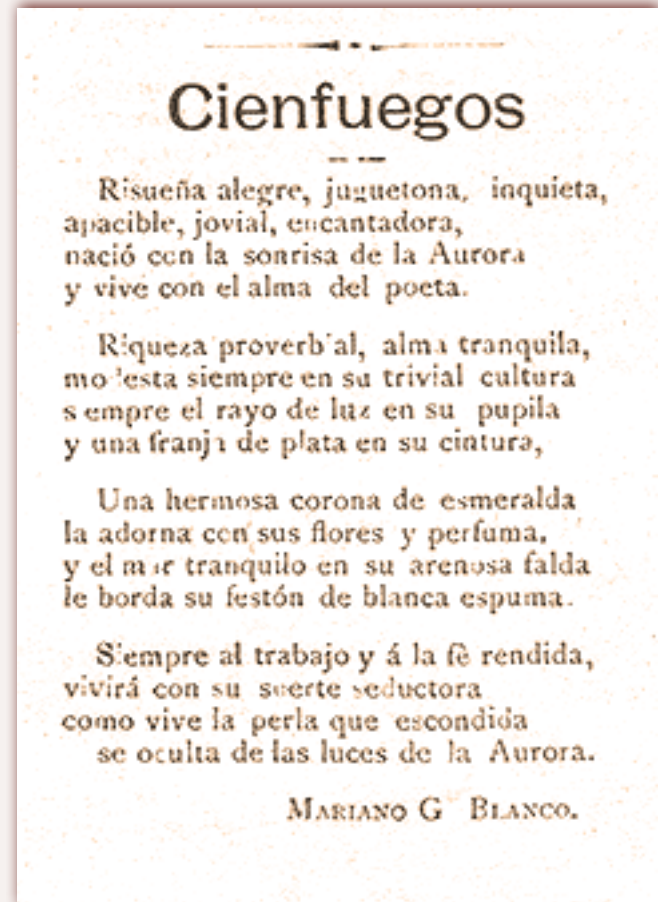 Cienfuegos
Risueña alegre, juguetona, inquieta,
apacible, jovial, encantadora,
nació con la sonrisa de la Aurora
y vive con el alma del poeta.
Riqueza proverbial, alma tranquila,
modesta siempre en su trivial cultura
siempre el rayo de luz en su pupila
y una franja de plata en su cintura,
Una hermosa corona de esmeralda
la adorna con sus flores y perfuma,
y el mar tranquilo en su arenosa falda
le borda su festón de blanca espuma.
Siempre al trabajo y á la fè rendida,
vivirá con su suerte seductora
como vive la perla que escondida
se oculta de las luces de la Aurora.
MARIANO G BLANCO.